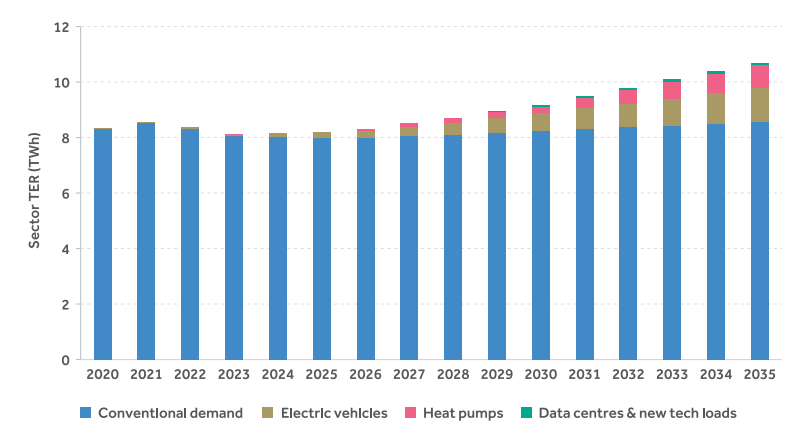 12
10
8
6
4
2
0
Sector TER (TWh)
2020 2021 2022 2023 2024 2025 2026 2027 2028 2029 2030 2031 2032 2033 2034 2035
Conventional demand Electric vehicles Heat pumps Data centres & new tech loads